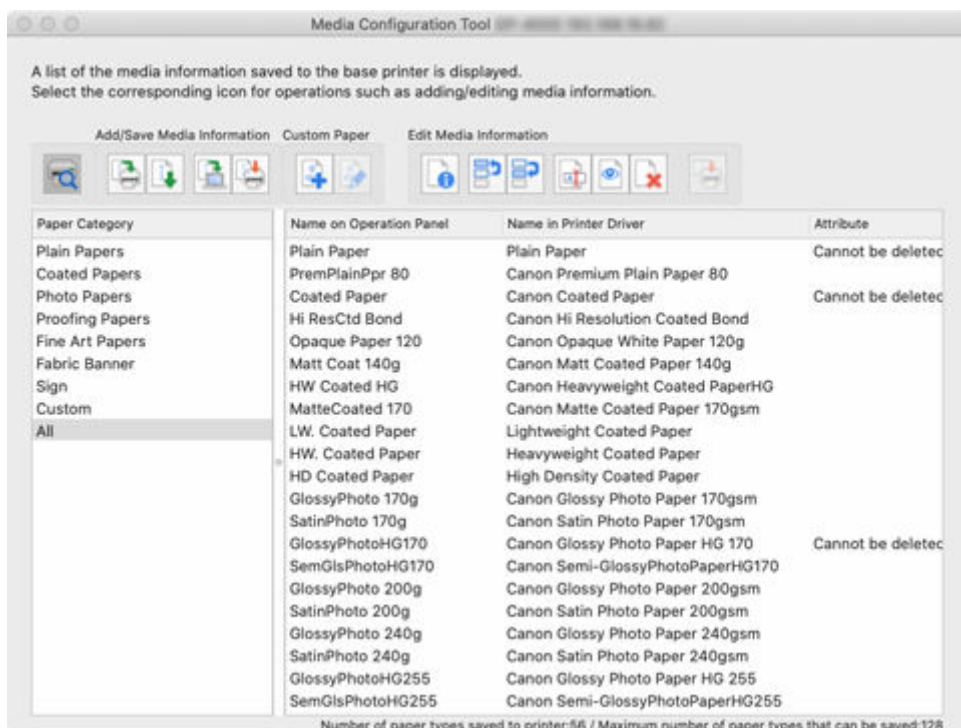 Media Configuration Tool
A list of the media information saved to the base printer is displayed.
Select the corresponding icon for operations such as adding/editing media information.
Add/Save Media Information Custom Paper Edit Media Information
Paper Category Name on Operation Panel Name in Printer Driver Attribute
Plain Papers Plain Paper Plain Paper Cannot be deleted
Coated Papers PremPlainPpr 80 Canon Premium Plain Paper 80
Photo Papers Coated Paper Canon Coated Paper Cannot be deleted
Proofing Papers Hi ResCtd Bond Canon Hi Resolution Coated Bond
Fine Art Papers Opaque Paper 120 Canon Opaque White Paper 120g
Fabric Banner Matt Coat 140g Canon Matt Coated Paper 140g
Sign HW Coated HG Canon Heavyweight Coated PaperHG
Custom MatteCoated 170 Canon Matte Coated Paper 170gsm
All LW. Coated Paper Lightweight Coated Paper
HW. Coated Paper Heavyweight Coated Paper
HD Coated Paper High Density Coated Paper
GlossyPhoto 170g Canon Glossy Photo Paper 170gsm
SatinPhoto 170g Canon Satin Photo Paper 170gsm
GlossyPhotoHG170 Canon Glossy Photo Paper HG 170 Cannot be deleted
SemGlsPhotoHG170 Canon Semi-GlossyPhotoPaperHG170
GlossyPhoto 200g Canon Glossy Photo Paper 200gsm
SatinPhoto 200g Canon Satin Photo Paper 200gsm
GlossyPhoto 240g Canon Glossy Photo Paper 240gsm
SatinPhoto 240g Canon Satin Photo Paper 240gsm
GlossyPhotoHG255 Canon Glossy Photo Paper HG 255
SemGlsPhotoHG255 Canon Semi-GlossyPhotoPaperHG255
Number of paper types saved to printer:56 / Maximum number of paper types that can be saved:128